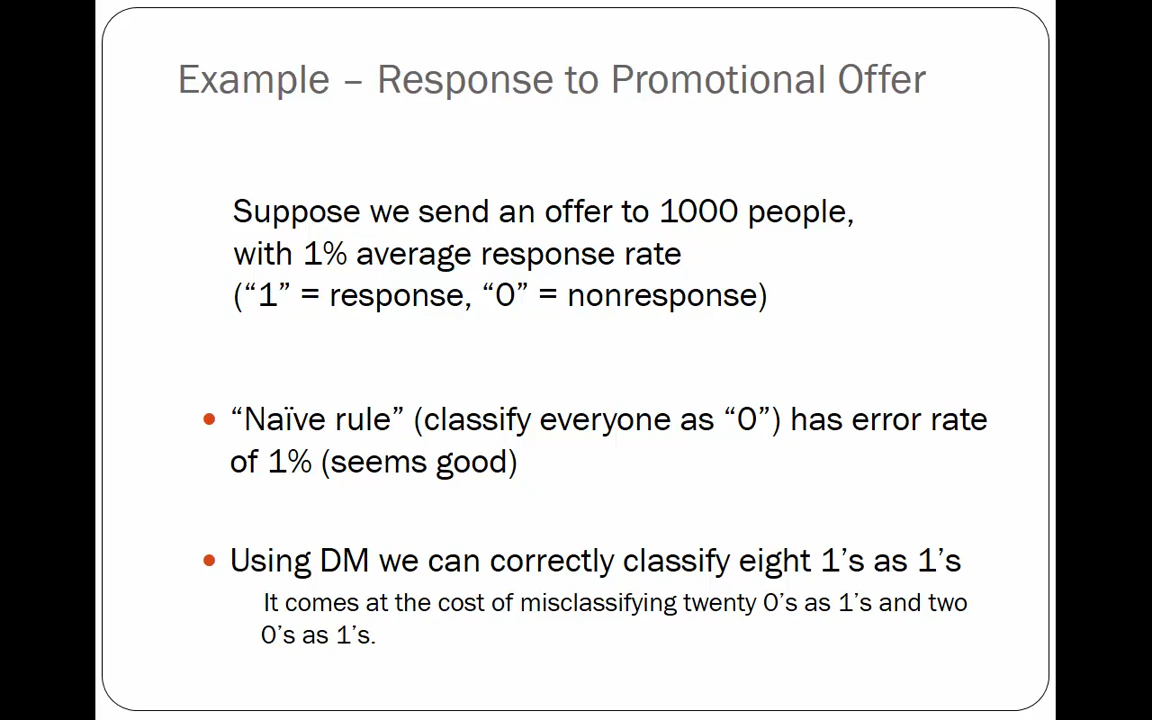 Example – Response to Promotional Offer
Suppose we send an offer to 1000 people,
with 1% average response rate
(“1” = response, “0” = nonresponse)
• “Naïve rule” (classify everyone as “0”) has error rate
of 1% (seems good)
• Using DM we can correctly classify eight 1’s as 1’s
It comes at the cost of misclassifying twenty 0’s as 1’s and two
0’s as 1’s.